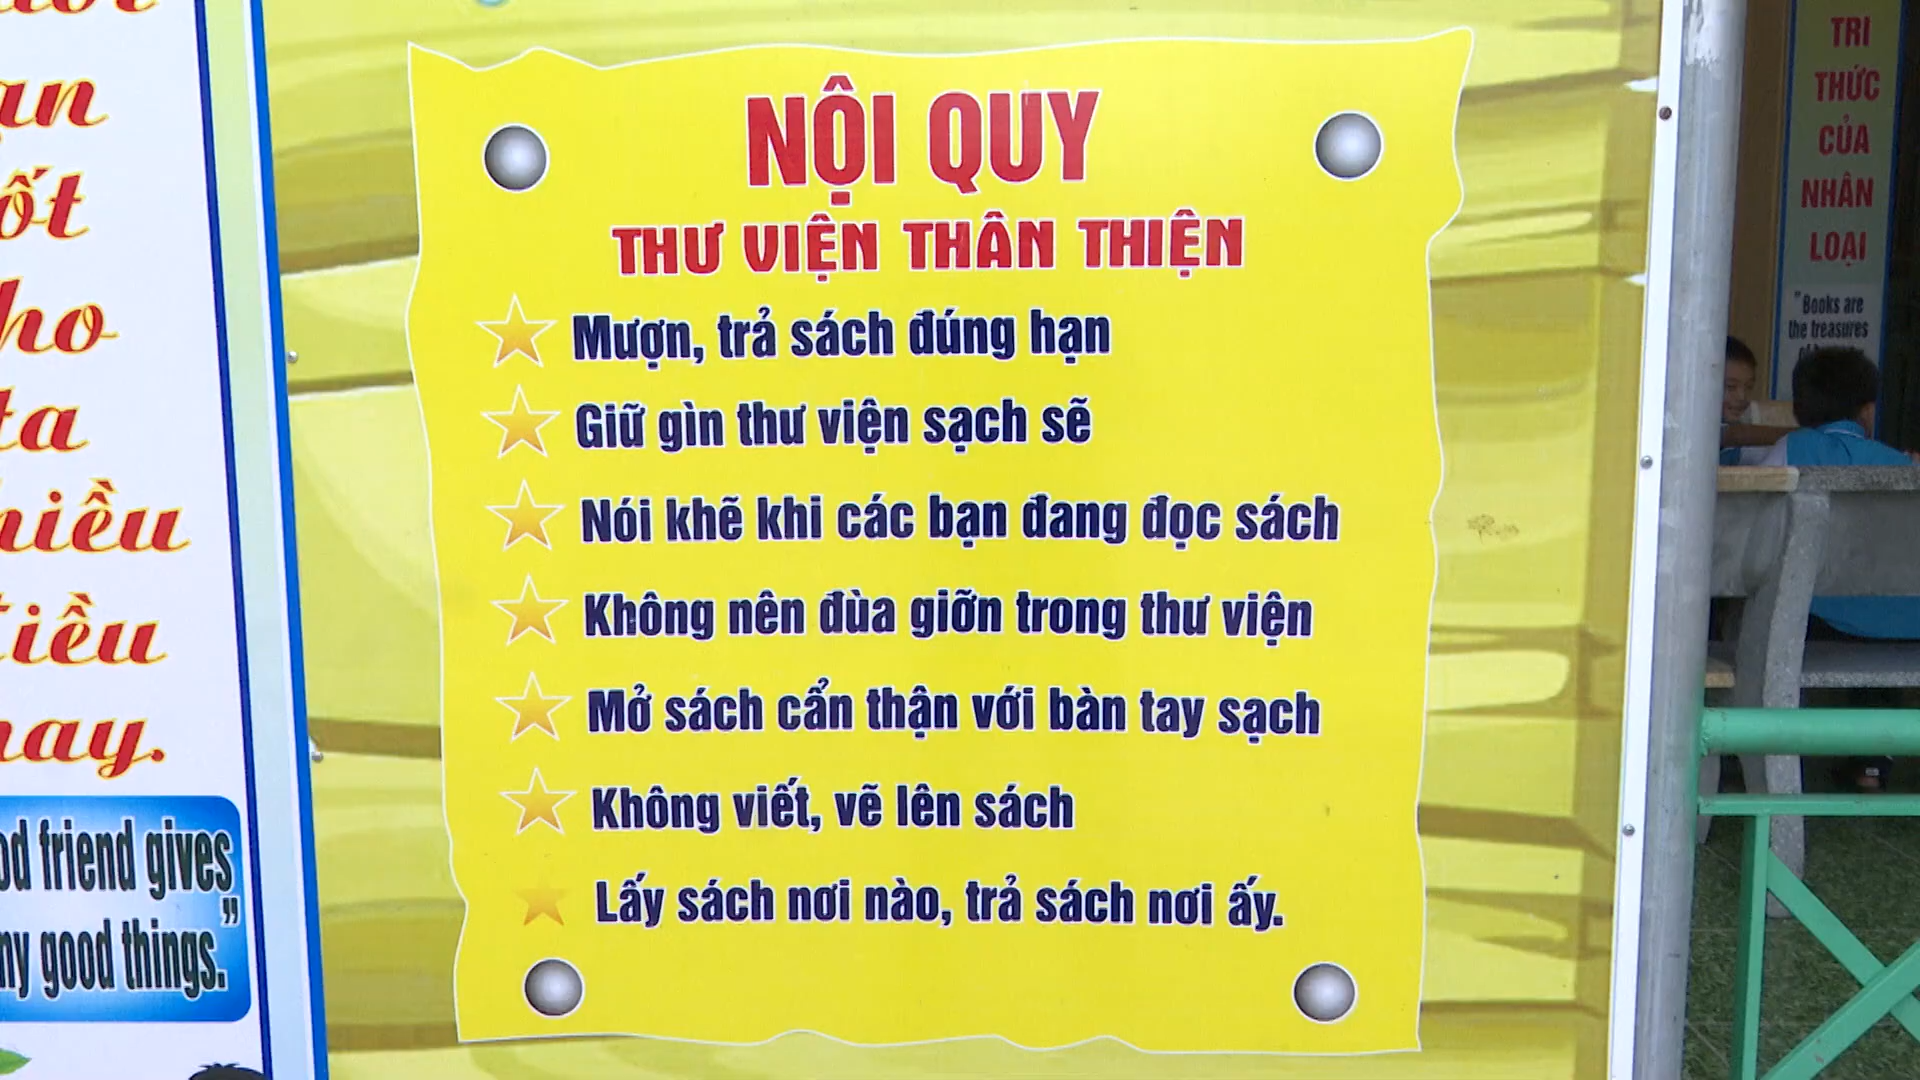 NỘI QUY
THƯ VIỆN THÂN THIỆN
Mượn, trả sách đúng hạn
Giữ gìn thư viện sạch sẽ
Nói khẽ khi các bạn đang đọc sách
Không nên đùa giỡn trong thư viện
Mở sách cẩn thận với bàn tay sạch
Không viết, vẽ lên sách
Lấy sách nơi nào, trả sách nơi ấy.
ta
nay.
friend gives
good things.”
TRI
THỨC
CỦA
NHÂN
LOẠI
"Books are
the treasures